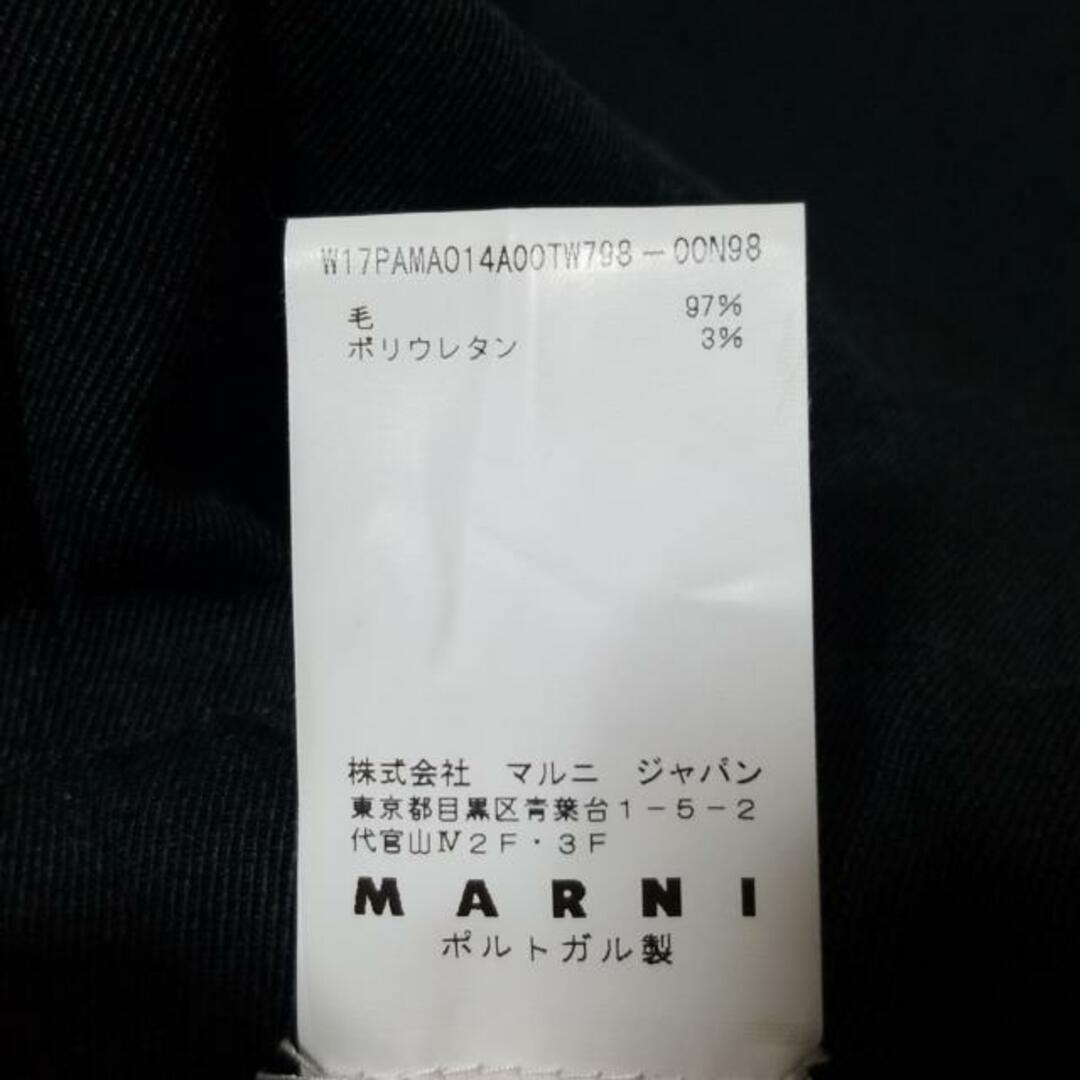 W17PAMA014A00TW798-00N98
毛 97%
ポリウレタン 3%
株式会社 マルニ ジャパン
東京都目黒区青葉台1-5-2
代官山Ⅳ2F・3F
MARNI
ポルトガル製